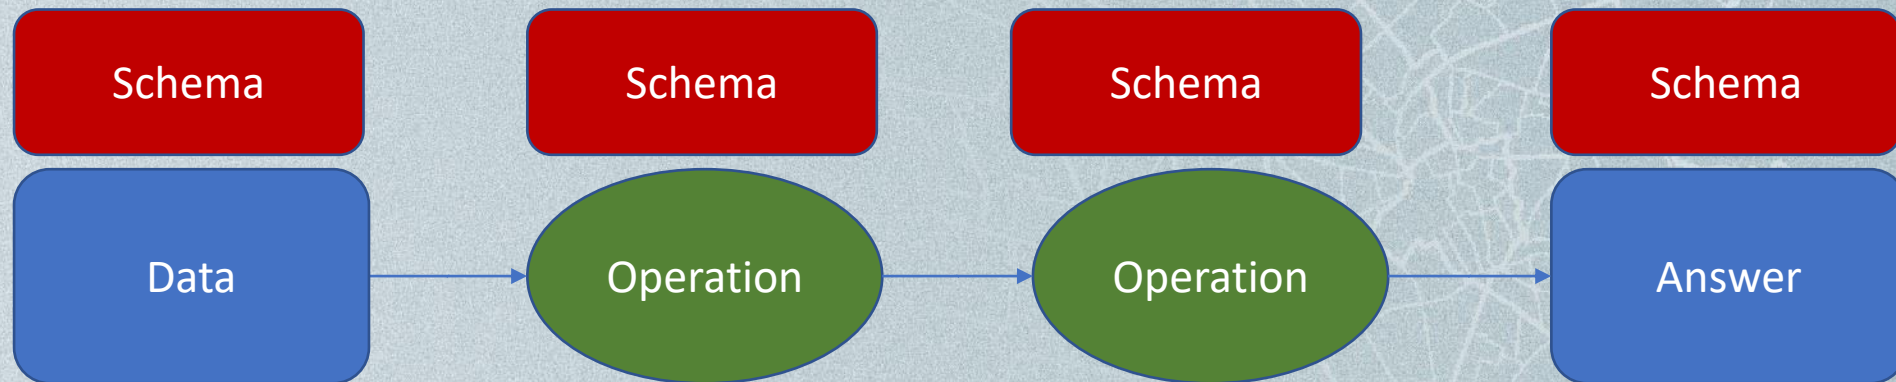 Schema
Schema
Schema
Schema
Data
Operation
Operation
Answer